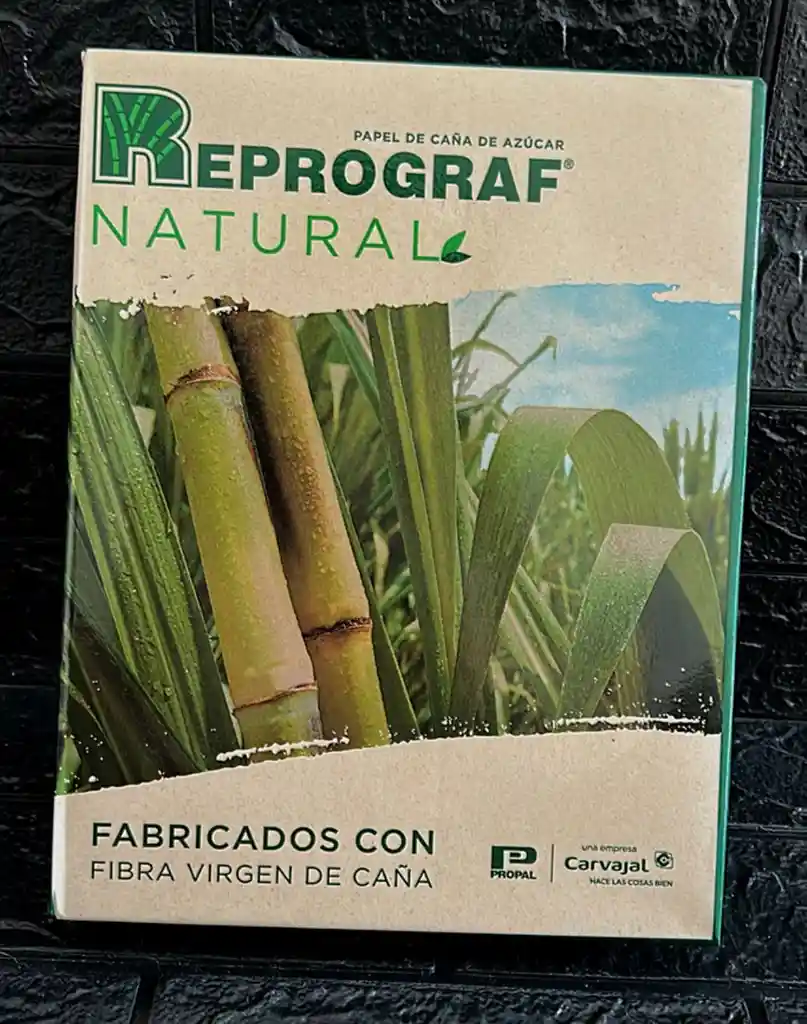 PAPEL DE CAÑA DE AZÚCAR
REPROGRAF®
NATURAL
FABRICADOS CON
FIBRA VIRGEN DE CAÑA
P
PROPAL
una empresa
Carvajal
HACE LAS COSAS BIEN